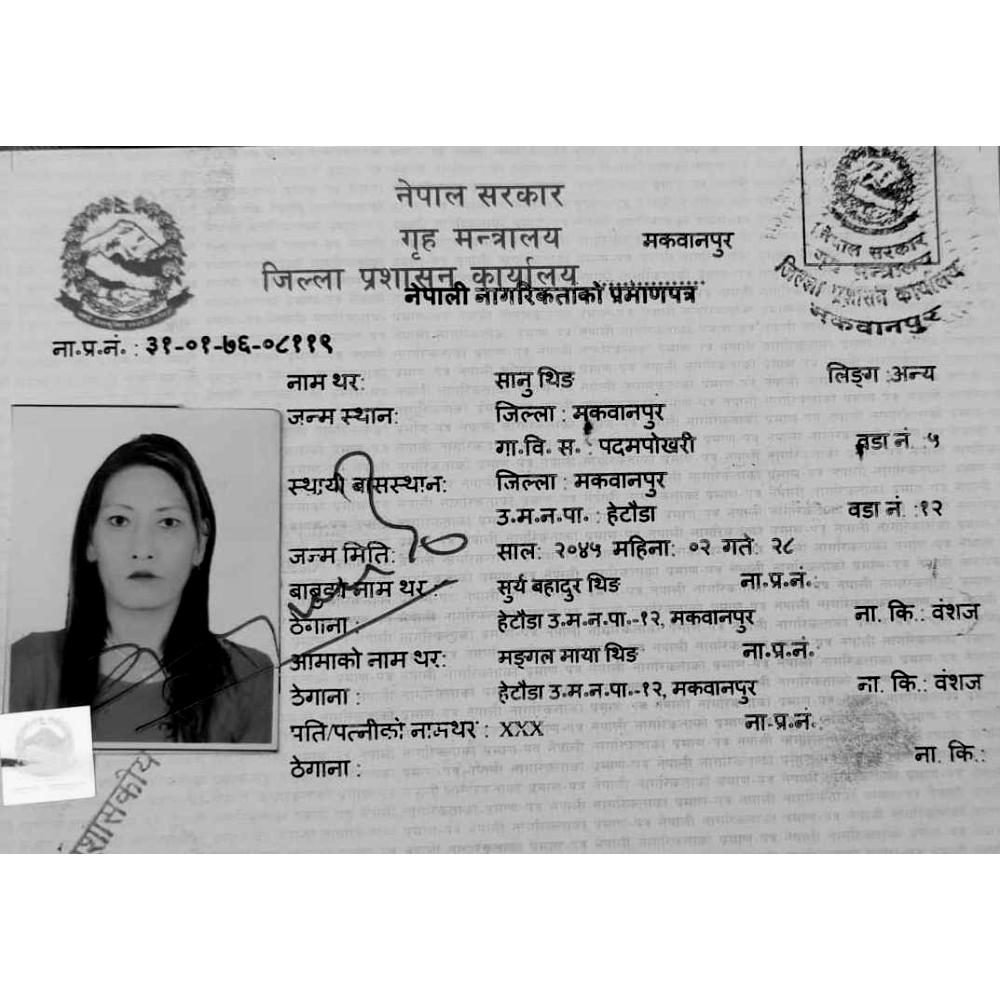 नेपाल सरकार
गृह मन्त्रालय
जिल्ला प्रशासन कार्यालय, मकवानपुर
नेपाली नागरिकताको प्रमाणपत्र
नेपाल सरकार
गृह मन्त्रालय
जिल्ला प्रशासन कार्यालय
मकवानपुर
ना.प्र.नं. : ३१-०१-७६-०८११९
नाम थर: सानु थिङ लिङ्ग :अन्य
जन्म स्थान: जिल्ला : मकवानपुर
गा.वि. स. : पदमपोखरी वडा नं. :५
स्थायी बासस्थान: जिल्ला : मकवानपुर
उ.म.न.पा. : हेटौडा वडा नं. :१२
जन्म मिति: साल: २०४५ महिना: ०२ गते: २८
बाबुको नाम थर : सुर्य बहादुर थिङ ना.प्र.नं.:
ठेगाना : हेटौडा उ.म.न.पा.-१२, मकवानपुर ना. कि.: वंशज
आमाको नाम थर: मङ्गल माया थिङ ना.प्र.नं.:
ठेगाना : हेटौडा उ.म.न.पा.-१२, मकवानपुर ना. कि.: वंशज
पति/पत्नीको नामथर : XXX ना.प्र.नं.:
ठेगाना : ना. कि.: